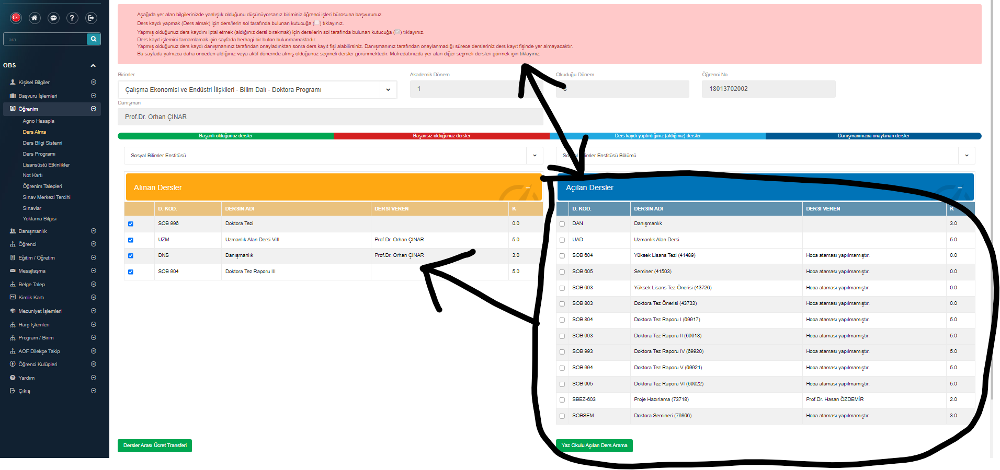 Aşağıda yer alan bilgilerinizde yanlışlık olduğunu düşünüyorsanız biriminiz öğrenci işleri bürosuna başvurunuz.
Ders kaydı yapmak (Ders almak) için ders/lerin sol tarafında bulunan kutucuğa ( ) tıklayınız.
Yapmış olduğunuz ders kaydını iptal etmek (aldığınız dersi bırakmak) için ders/lerin sol tarafında bulunan kutucuğa ( ) tıklayınız.
Ders kayıt işlemini tamamlamak için sayfada herhagi bir buton bulunmamaktadır.
Yapmış olduğunuz ders kaydı danışmanınız tarafından onayladınktan sonra ders kayıt fişi alabilirsiniz. Danışmanınız tarafından onaylanmadığı sürece dersleriniz ders kayıt fişinde yer almayacaktır.
Bu sayfada yalnızca daha önceden aldığınız veya aktif dönemde almış olduğunuz seçmeli dersler görünmektedir. Müfredatınızda yer alan diğer seçmeli dersleri görmek için tıklayınız
ara...
OBS
Kişisel Bilgiler
Başvuru İşlemleri
Öğrenim
Agno Hesapla
Ders Alma
Ders Bilgi Sistemi
Ders Programı
Lisansüstü Etkinlikler
Not Kartı
Öğrenim Talepleri
Sınav Merkezi Tercihi
Sınavlar
Yoklama Bilgisi
Danışmanlık
Öğrenci
Eğitim / Öğretim
Mesajlaşma
Belge Talep
Kimlik Kartı
Mezuniyet İşlemleri
Harç İşlemleri
Program / Birim
AOF Dilekçe Takip
Öğrenci Kulüpleri
Yardım
Çıkış
Birimler
Çalışma Ekonomisi ve Endüstri İlişkileri - Bilim Dalı - Doktora Programı
Akademik Dönem
1
Okuduğu Dönem
Öğrenci No
18013702002
Danışman
Prof.Dr. Orhan ÇINAR
Başarılı olduğunuz dersler Başarısız olduğunuz dersler Ders kaydı yaptırdığınız (aldığınız) dersler Danışmanınızca onaylanan dersler
Sosyal Bilimler Enstitüsü
Alınan Dersler
D. KOD. DERSİN ADI DERSİ VEREN K
SOB 996 Doktora Tezi 0.0
UZM Uzmanlık Alan Dersi VIII Prof.Dr. Orhan ÇINAR 5.0
DNS Danışmanlık Prof.Dr. Orhan ÇINAR 3.0
SOB 904 Doktora Tez Raporu III 5.0
Dersler Arası Ücret Transferi
Enstitüsü Bölümü
Açılan Dersler
D. KOD. DERSİN ADI DERSİ VEREN K
DAN Danışmanlık 3.0
UAD Uzmanlık Alan Dersi 5.0
SOB 604 Yüksek Lisans Tezi (41489) Hoca ataması yapılmamıştır. 0.0
SOB 605 Seminer (41503) Hoca ataması yapılmamıştır. 0.0
SOB 603 Yüksek Lisans Tez Önerisi (43726) Hoca ataması yapılmamıştır. 0.0
SOB 803 Doktora Tez Önerisi (43733) Hoca ataması yapılmamıştır. 0.0
SOB 804 Doktora Tez Raporu I (69917) Hoca ataması yapılmamıştır. 5.0
SOB 903 Doktora Tez Raporu II (69918) Hoca ataması yapılmamıştır. 5.0
SOB 993 Doktora Tez Raporu IV (69920) Hoca ataması yapılmamıştır. 5.0
SOB 994 Doktora Tez Raporu V (69921) Hoca ataması yapılmamıştır. 5.0
SOB 995 Doktora Tez Raporu VI (69922) Hoca ataması yapılmamıştır. 5.0
SBEZ-603 Proje Hazırlama (73718) Prof.Dr. Hasan ÖZDEMİR 2.0
SOBSEM Doktora Semineri (79866) Hoca ataması yapılmamıştır. 3.0
Yaz Okulu Açılan Ders Arama